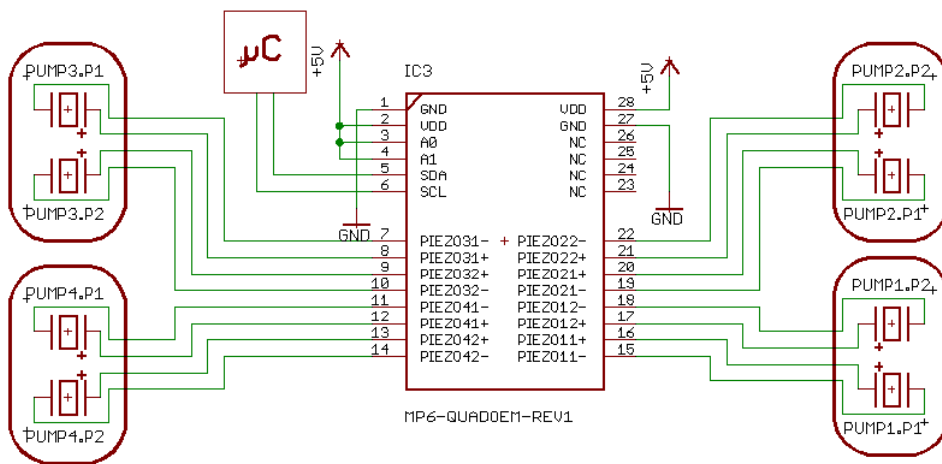 µC
+5V
IC3
+5V
PUMP3.P1
PUMP3.P2
PUMP4.P1
PUMP4.P2
PUMP2.P2
PUMP2.P1
PUMP1.P2
PUMP1.P1
1 GND
2 VDD
3 A0
4 A1
5 SDA
6 SCL
GND
7 PIEZO31-
8 PIEZO31+
9 PIEZO32+
10 PIEZO32-
11 PIEZO41-
12 PIEZO41+
13 PIEZO42+
14 PIEZO42-
VDD 28
GND 27
NC 26
NC 25
NC 24
NC 23
GND
PIEZO22- 22
PIEZO22+ 21
PIEZO21+ 20
PIEZO21- 19
PIEZO12- 18
PIEZO12+ 17
PIEZO11+ 16
PIEZO11- 15
MP6-QUADOEM-REV1